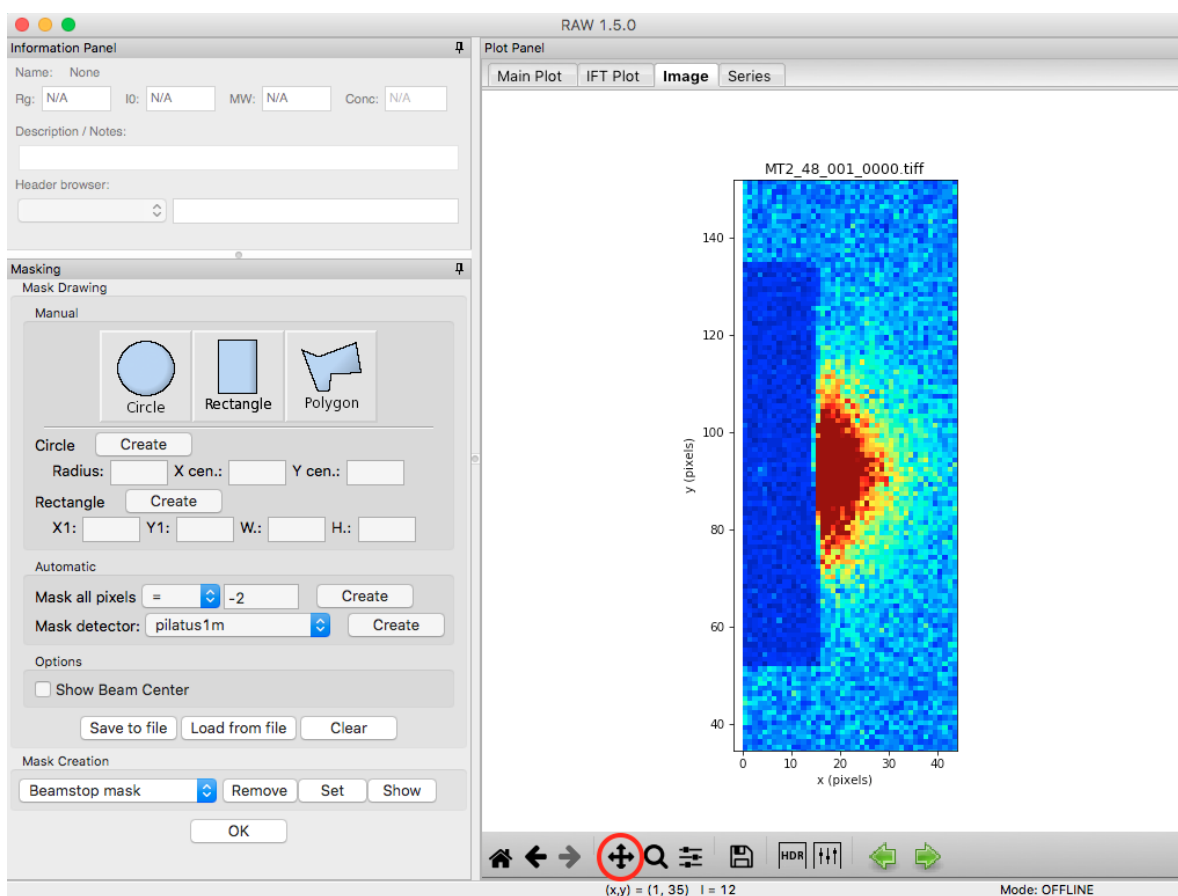 RAW 1.5.0
Information Panel
Name: None
Rg: N/A I0: N/A MW: N/A Conc: N/A
Description / Notes:
Header browser:
Masking
Mask Drawing
Manual
Circle Rectangle Polygon
Circle Create
Radius: X cen.: Y cen.:
Rectangle Create
X1: Y1: W.: H.:
Automatic
Mask all pixels = -2 Create
Mask detector: pilatus1m Create
Options
Show Beam Center
Save to file Load from file Clear
Mask Creation
Beamstop mask Remove Set Show
OK
Plot Panel
Main Plot IFT Plot Image Series
MT2_48_001_0000.tiff
140
120
100
80
60
40
y (pixels)
0 10 20 30 40
x (pixels)
HDR
(x,y) = (1, 35) I = 12 Mode: OFFLINE